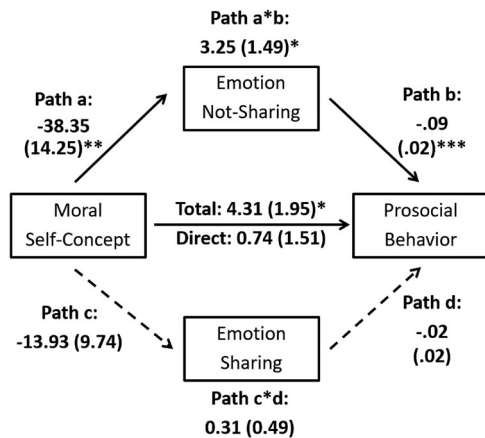 Path a*b:
3.25 (1.49)*
Emotion
Not-Sharing
Path a:
-38.35
(14.25)**
Path b:
-.09
(.02)***
Moral
Self-Concept
Total: 4.31 (1.95)*
Direct: 0.74 (1.51)
Prosocial
Behavior
Path c:
-13.93 (9.74)
Emotion
Sharing
Path d:
-.02
(.02)
Path c*d:
0.31 (0.49)